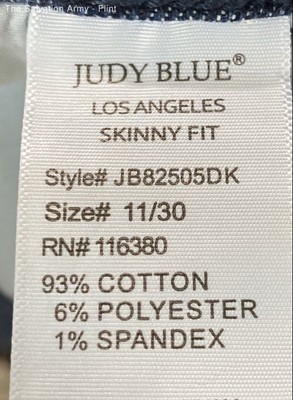 The Salvation Army - Plint
JUDY BLUE®
LOS ANGELES
SKINNY FIT
Style# JB82505DK
Size# 11/30
RN# 116380
93% COTTON
6% POLYESTER
1% SPANDEX